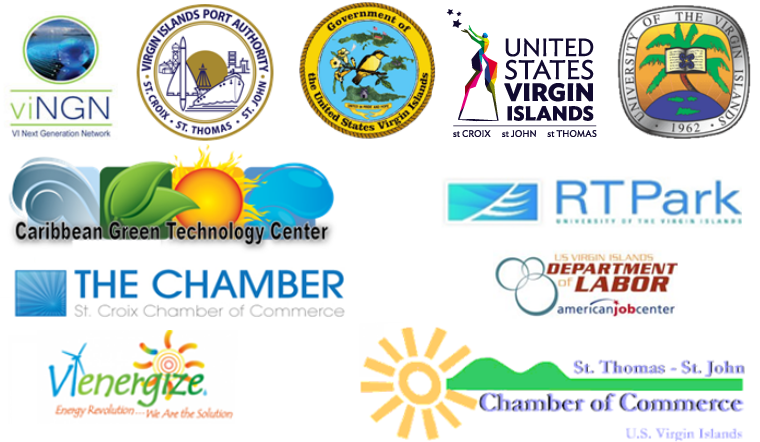 viNGN
VI Next Generation Network
VIRGIN ISLANDS PORT AUTHORITY
· ST. CROIX · ST. THOMAS · ST. JOHN ·
Government of
the United States Virgin Islands
st CROIX st JOHN st THOMAS
UNITED
STATES
VIRGIN
ISLANDS
UNIVERSITY OF THE VIRGIN ISLANDS
· 1962 ·
Caribbean Green Technology Center
RTPark
UNIVERSITY OF THE VIRGIN ISLANDS
THE CHAMBER
St. Croix Chamber of Commerce
US VIRGIN ISLANDS
DEPARTMENT
of LABOR
americanjobcenter
VIenergize
Energy Revolution...We Are the Solution
St. Thomas - St. John
Chamber of Commerce
U.S. Virgin Islands